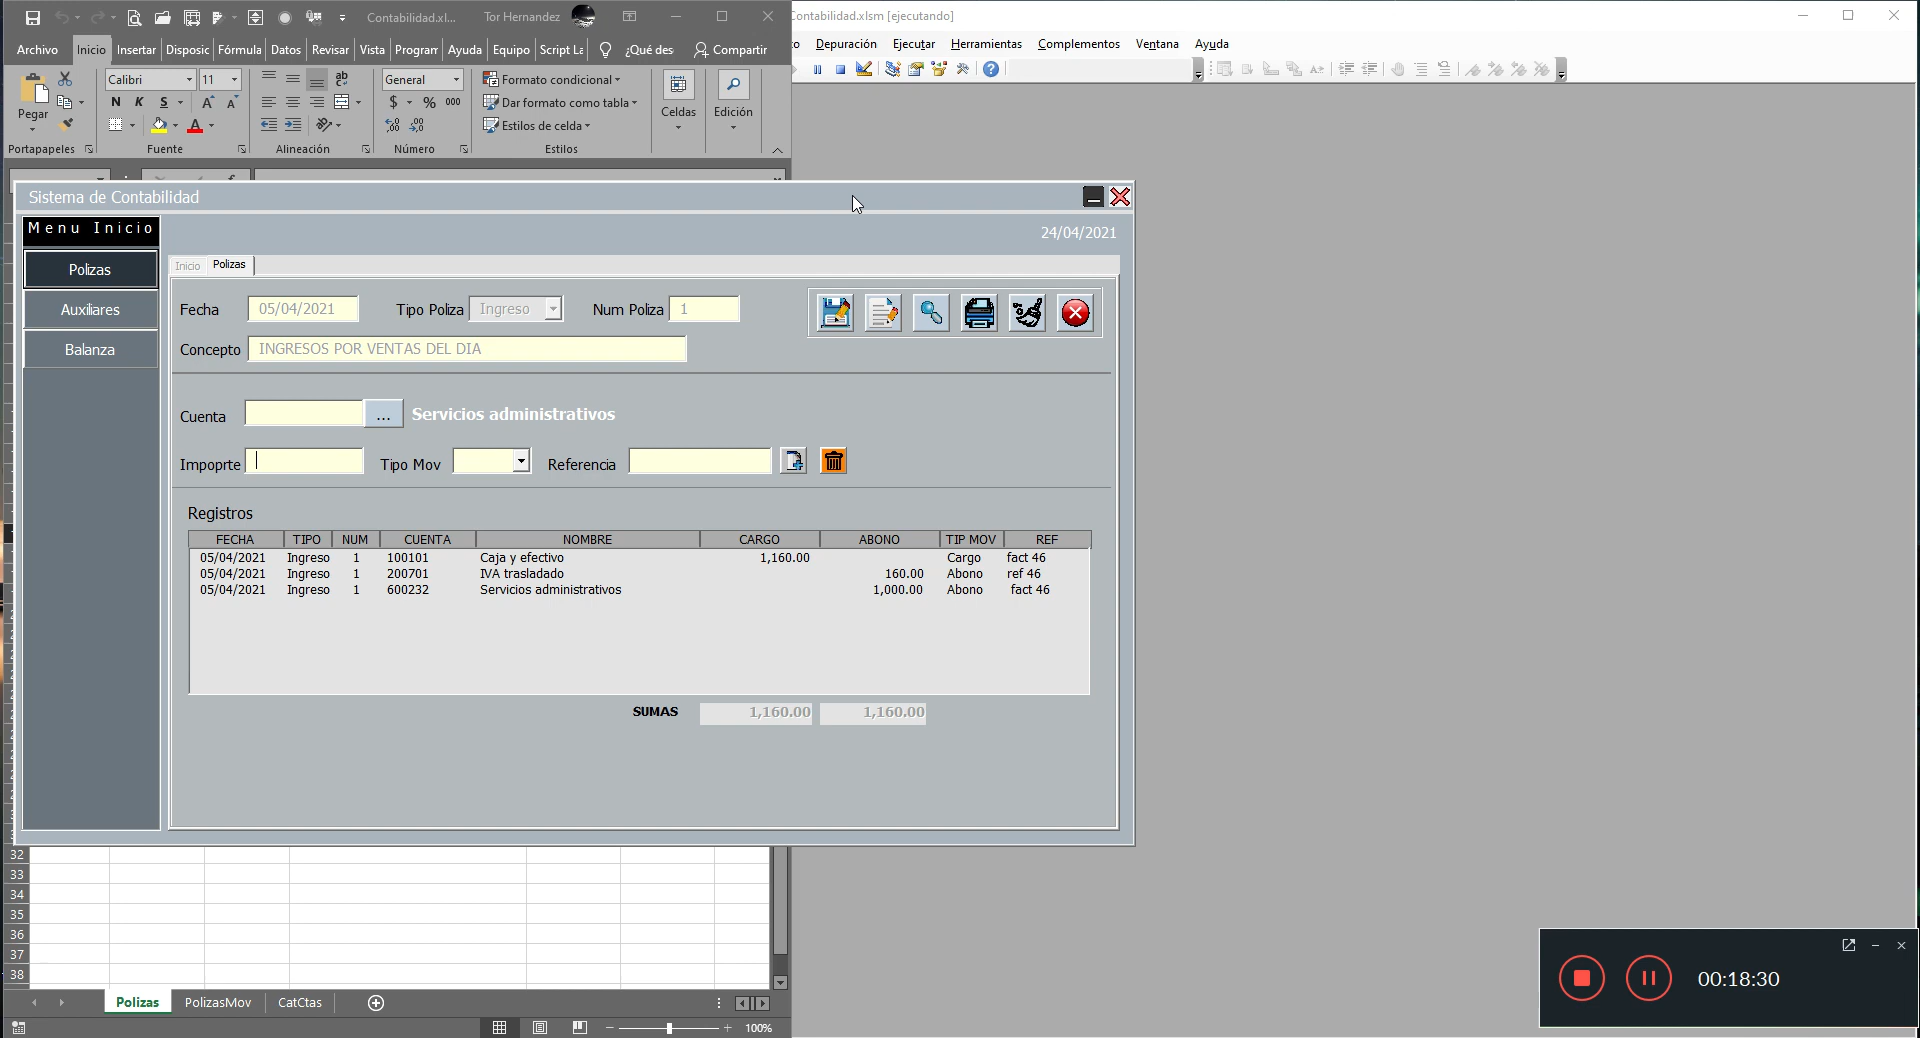 Contabilidad.xl...
Tor Hernandez
Contabilidad.xlsm [ejecutando]
Archivo Inicio Insertar Disposic Fórmula Datos Revisar Vista Program Ayuda Equipo Script La ¿Qué des Compartir
Depuración Ejecutar Herramientas Complementos Ventana Ayuda
Pegar
Calibri 11
General
Formato condicional
Dar formato como tabla
Estilos de celda
N K S
$ % 000
Celdas
Edición
Portapapeles Fuente Alineación Número Estilos
Sistema de Contabilidad
Menu Inicio
24/04/2021
Polizas
Auxiliares
Balanza
Inicio Polizas
Fecha 05/04/2021 Tipo Poliza Ingreso Num Poliza 1
Concepto INGRESOS POR VENTAS DEL DIA
Cuenta ... Servicios administrativos
Impoprte Tipo Mov Referencia
Registros
FECHA TIPO NUM CUENTA NOMBRE CARGO ABONO TIP MOV REF
05/04/2021 Ingreso 1 100101 Caja y efectivo 1,160.00 Cargo fact 46
05/04/2021 Ingreso 1 200701 IVA trasladado 160.00 Abono ref 46
05/04/2021 Ingreso 1 600232 Servicios administrativos 1,000.00 Abono fact 46
SUMAS 1,160.00 1,160.00
32
33
34
35
36
37
38
Polizas PolizasMov CatCtas
100%
00:18:30